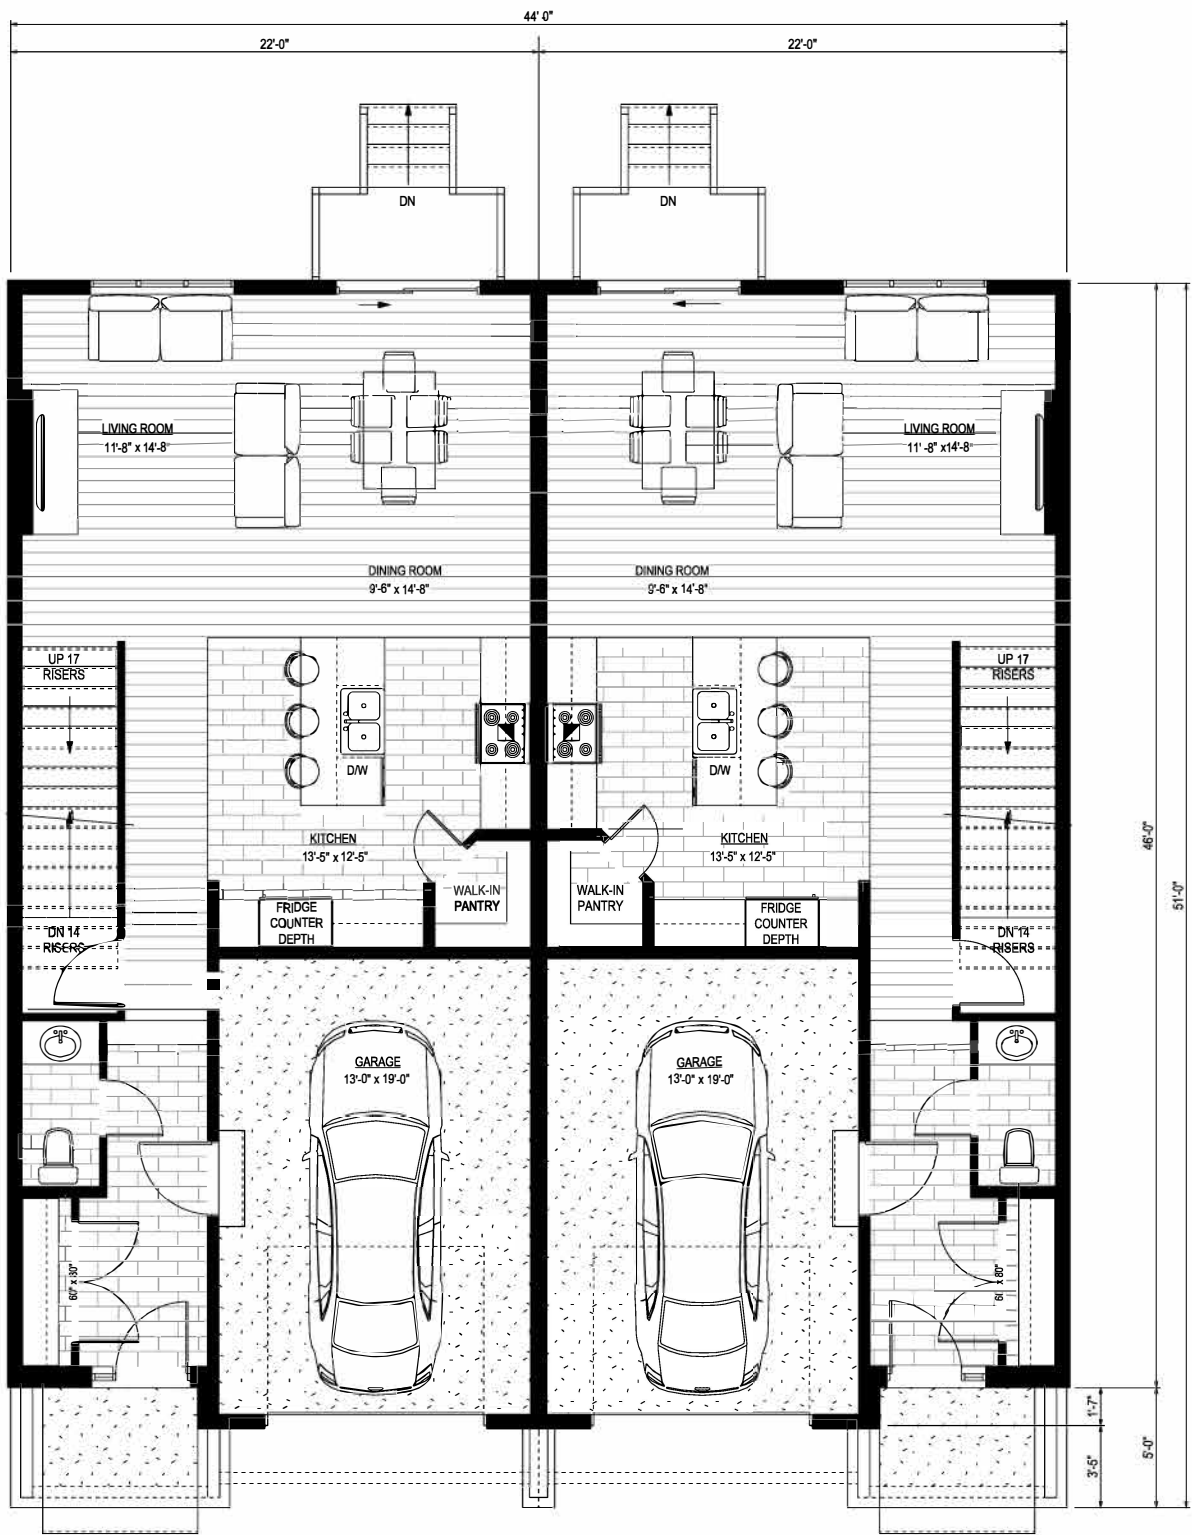 44'-0"
22'-0" 22'-0"
DN DN
LIVING ROOM
11'-8" x 14'-8"
LIVING ROOM
11'-8" x14'-8"
DINING ROOM
9'-6" x 14'-8"
DINING ROOM
9'-6" x 14'-8"
UP 17
RISERS
UP 17
RISERS
D/W D/W
KITCHEN
13'-5" x 12'-5"
KITCHEN
13'-5" x 12'-5"
46'-0"
51'-0"
WALK-IN
PANTRY
WALK-IN
PANTRY
FRIDGE
COUNTER
DEPTH
FRIDGE
COUNTER
DEPTH
DN 14
RISERS
DN 14
RISERS
GARAGE
13'-0" x 19'-0"
GARAGE
13'-0" x 19'-0"
60" x 80"
x 80"
1'-7"
3'-5"
5'-0"